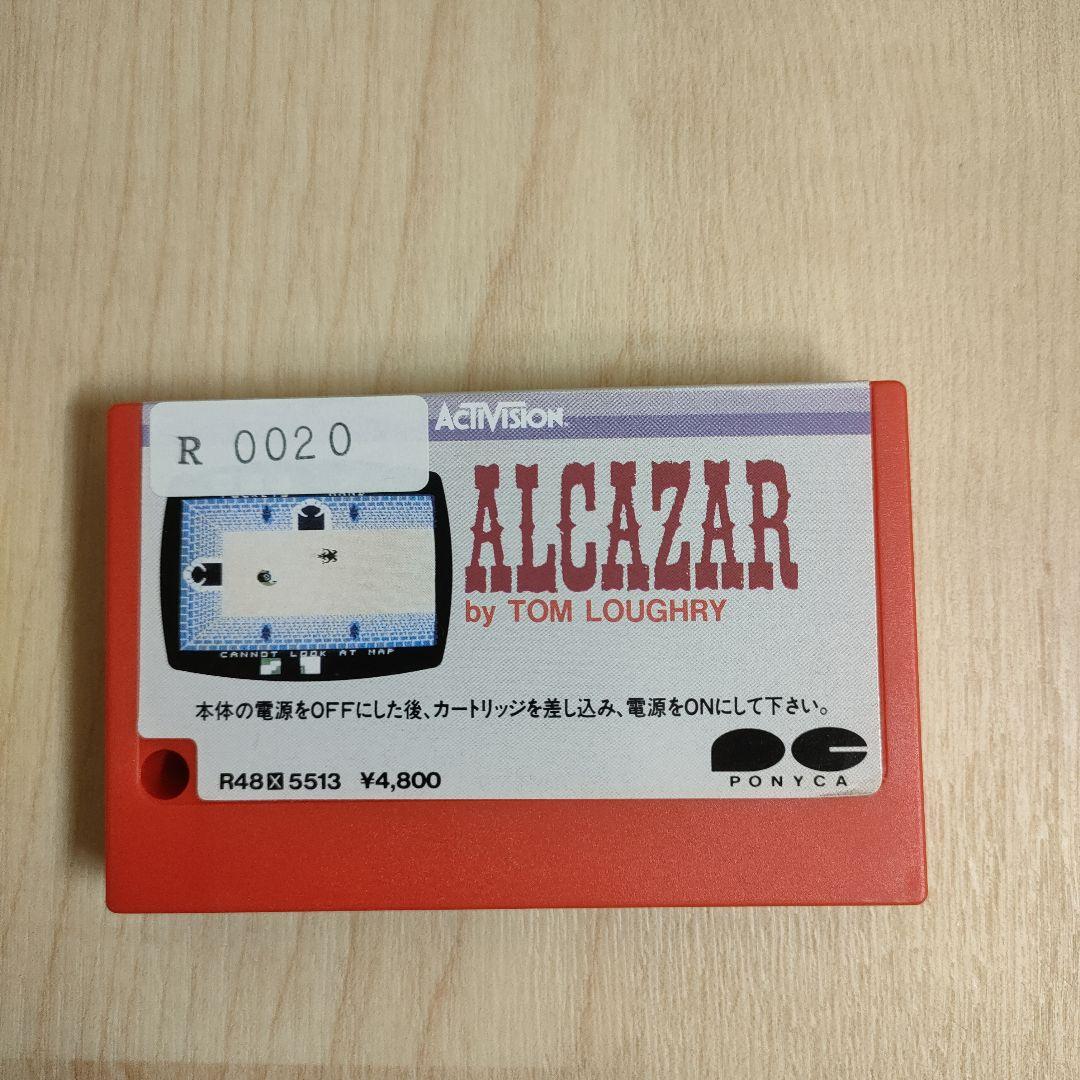 R 0020
ACTIVISION
ALCAZAR
by TOM LOUGHRY
CANNOT LOOK AT MAP
本体の電源をOFFにした後、カートリッジを差し込み、電源をONにして下さい。
R48X5513 ¥4,800
PONYCA